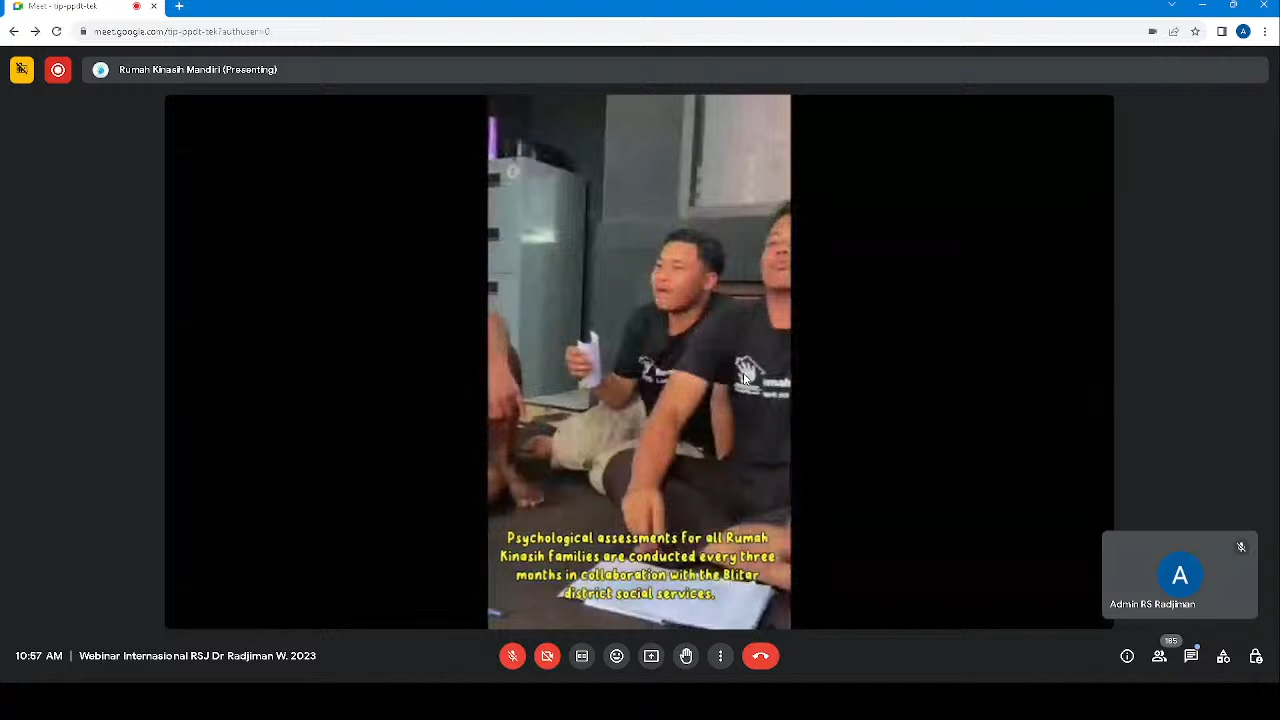 Meet - tip-ppdt-tek
meet.google.com/tip-ppdt-tek?authuser=0
A
Rumah Kinasih Mandiri (Presenting)
Psychological assessments for all Rumah
Kinasih families are conducted every three
months in collaboration with the Blitar
district social services.
A
Admin RS Radjiman
185
10:57 AM | Webinar Internasional RSJ Dr Radjiman W. 2023